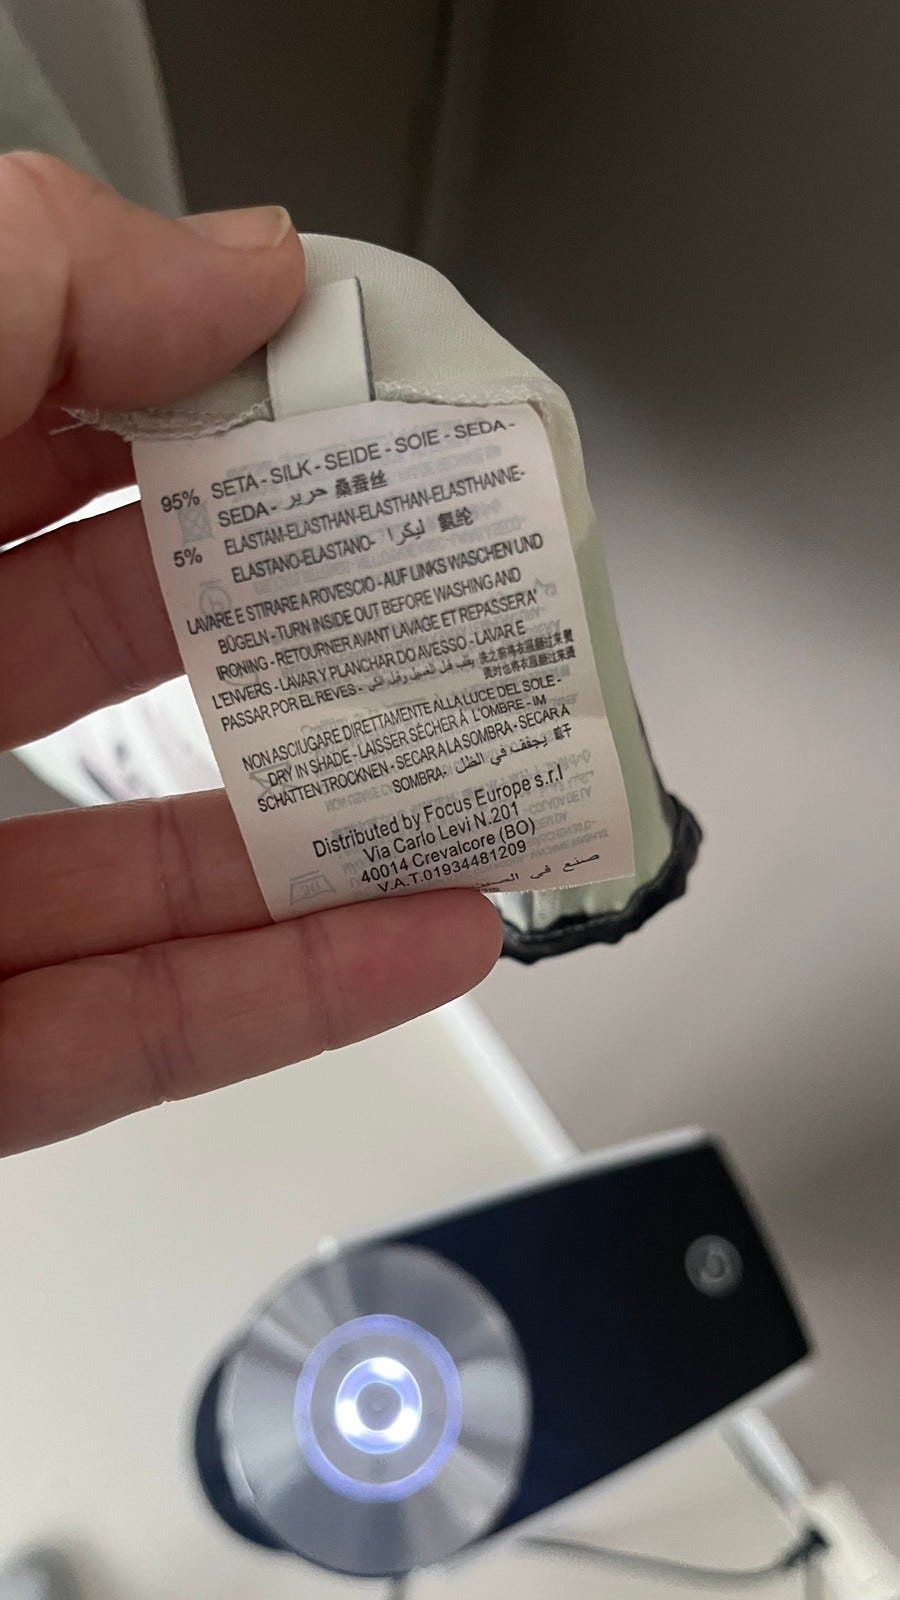 95% SETA - SILK - SEIDE - SOIE - SEDA -
SEDA - حرير 桑蚕丝
5% ELASTAM-ELASTHAN-ELASTHAN-ELASTHANNE-
ELASTANO-ELASTANO- ليكرا 氨纶
LAVARE E STIRARE A ROVESCIO - AUF LINKS WASCHEN UND
BÜGELN - TURN INSIDE OUT BEFORE WASHING AND
IRONING - RETOURNER AVANT LAVAGE ET REPASSER A'
L'ENVERS - LAVAR Y PLANCHAR DO AVESSO - LAVAR E
PASSAR POR EL REVES -
NON ASCIUGARE DIRETTAMENTE ALLA LUCE DEL SOLE -
DRY IN SHADE - LAISSER SÉCHER À L'OMBRE - IM
SCHATTEN TROCKNEN - SECAR A LA SOMBRA - SECAR A
SOMBRA- يجفف في الظل
Distributed by Focus Europe s.r.l
Via Carlo Levi N.201
40014 Crevalcore (BO)
V.A.T.01934481209
صنع في الصين